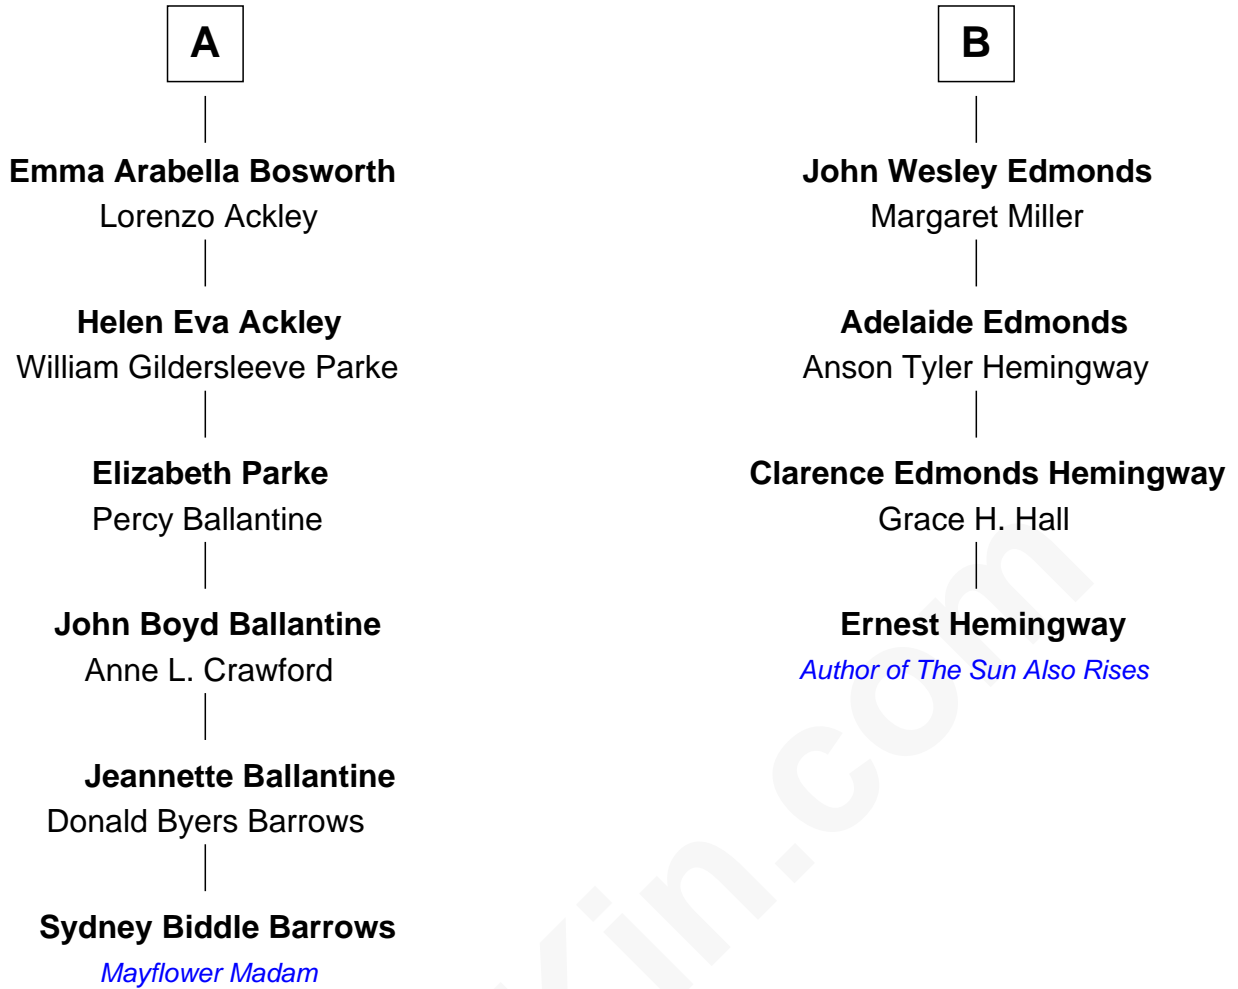 A
Emma Arabella Bosworth
Lorenzo Ackley
Helen Eva Ackley
William Gildersleeve Parke
Elizabeth Parke
Percy Ballantine
John Boyd Ballantine
Anne L. Crawford
Jeannette Ballantine
Donald Byers Barrows
Sydney Biddle Barrows
Mayflower Madam
B
John Wesley Edmonds
Margaret Miller
Adelaide Edmonds
Anson Tyler Hemingway
Clarence Edmonds Hemingway
Grace H. Hall
Ernest Hemingway
Author of The Sun Also Rises
Kin.com